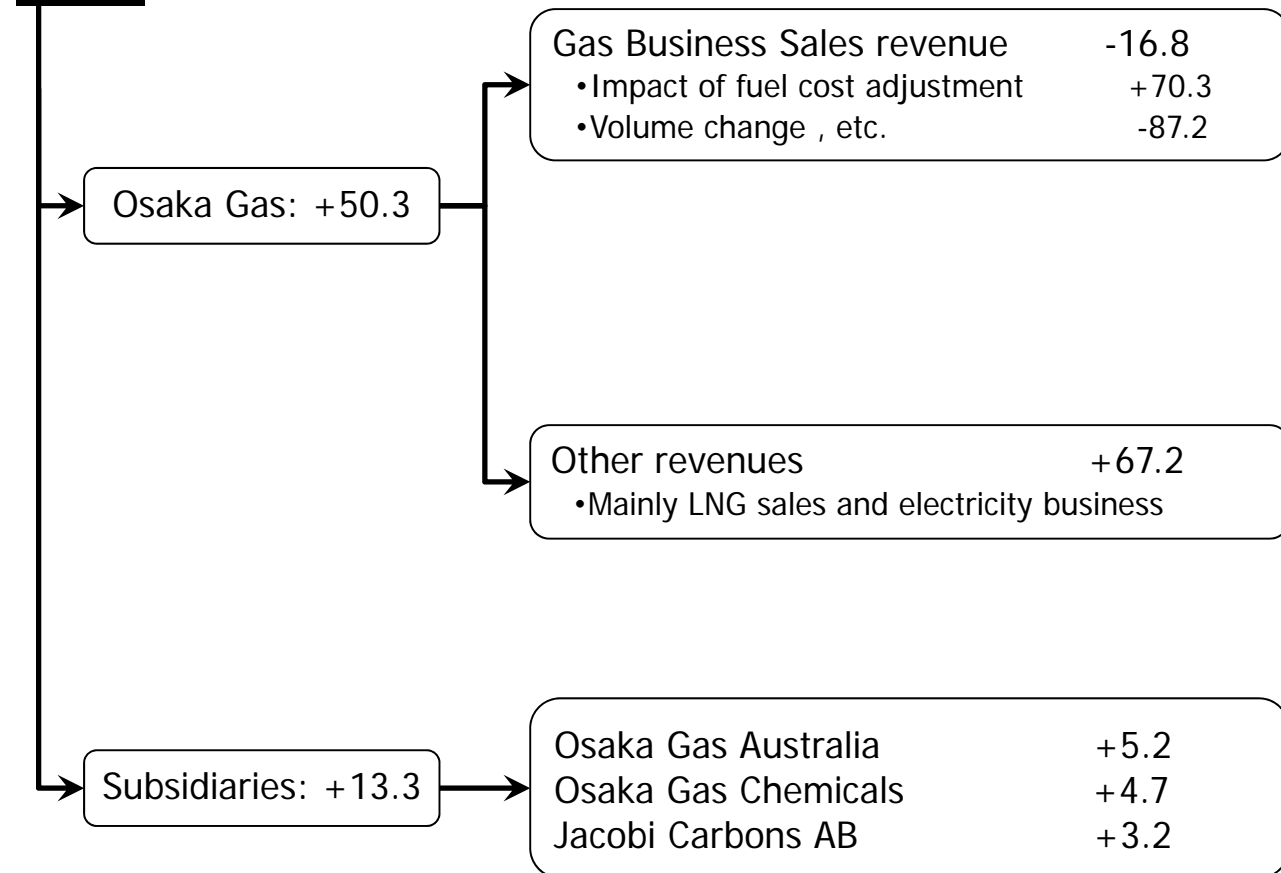 Gas Business Sales revenue -16.8
•Impact of fuel cost adjustment +70.3
•Volume change , etc. -87.2
Osaka Gas: +50.3
Other revenues +67.2
•Mainly LNG sales and electricity business
Subsidiaries: +13.3
Osaka Gas Australia +5.2
Osaka Gas Chemicals +4.7
Jacobi Carbons AB +3.2